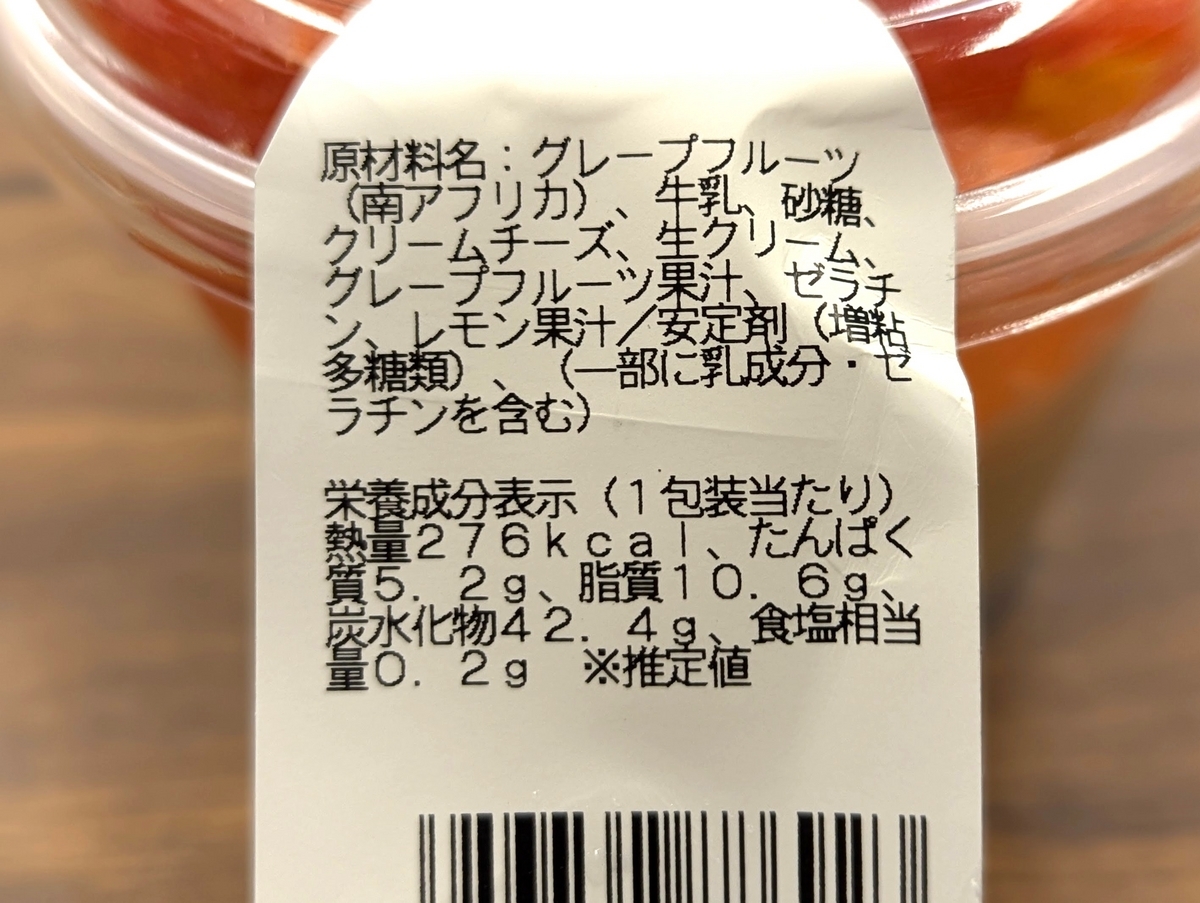 原材料名：グレープフルーツ
（南アフリカ）、牛乳、砂糖、
クリームチーズ、生クリーム、
グレープフルーツ果汁、ゼラチ
ン、レモン果汁／安定剤（増粘
多糖類）、（一部に乳成分・ゼ
ラチンを含む）
栄養成分表示（１包装当たり）
熱量２７６ｋｃａｌ、たんぱく
質５．２ｇ、脂質１０．６ｇ、
炭水化物４２．４ｇ、食塩相当
量０．２ｇ　※推定値